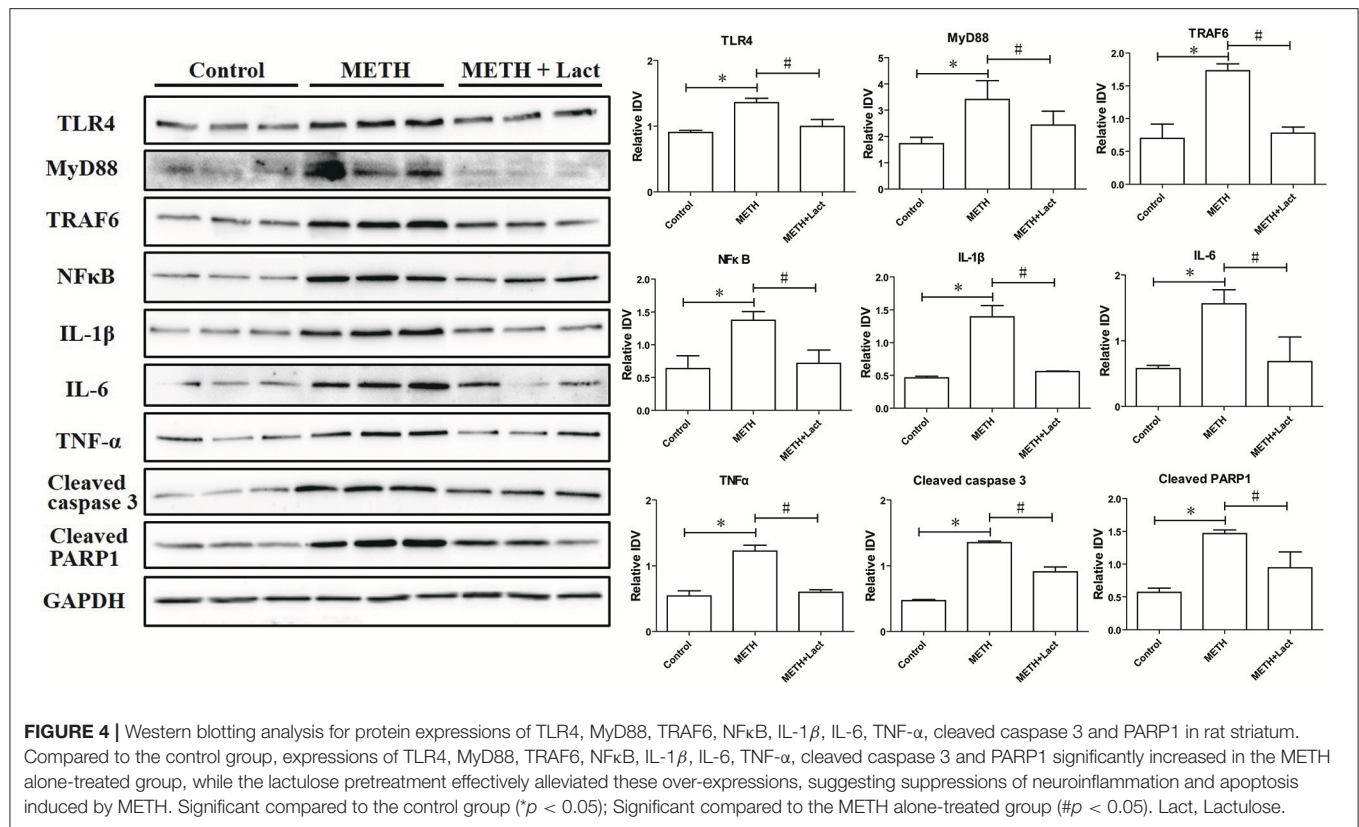 Control METH METH + Lact
TLR4
MyD88
TRAF6
NFκB
IL-1β
IL-6
TNF-α
Cleaved
caspase 3
Cleaved
PARP1
GAPDH
TLR4
* #
Relative IDV
2
1
0
Control METH METH+Lact
MyD88
* #
Relative IDV
5
4
3
2
1
0
Control METH METH+Lact
TRAF6
* #
Relative IDV
2.0
1.5
1.0
0.5
0.0
Control METH METH+Lact
NFκ B
* #
Relative IDV
2.0
1.5
1.0
0.5
0.0
Control METH METH+Lact
IL-1β
* #
Relative IDV
2.0
1.5
1.0
0.5
0.0
Control METH METH+Lact
IL-6
* #
Relative IDV
2
1
0
Control METH METH+Lact
TNFα
* #
Relative IDV
2
1
0
Control METH METH+Lact
Cleaved caspase 3
* #
Relative IDV
2
1
0
Control METH METH+Lact
Cleaved PARP1
* #
Relative IDV
2.0
1.5
1.0
0.5
0.0
Control METH METH+Lact
FIGURE 4 | Western blotting analysis for protein expressions of TLR4, MyD88, TRAF6, NFκB, IL-1β, IL-6, TNF-α, cleaved caspase 3 and PARP1 in rat striatum.
Compared to the control group, expressions of TLR4, MyD88, TRAF6, NFκB, IL-1β, IL-6, TNF-α, cleaved caspase 3 and PARP1 significantly increased in the METH
alone-treated group, while the lactulose pretreatment effectively alleviated these over-expressions, suggesting suppressions of neuroinflammation and apoptosis
induced by METH. Significant compared to the control group (*p < 0.05); Significant compared to the METH alone-treated group (#p < 0.05). Lact, Lactulose.